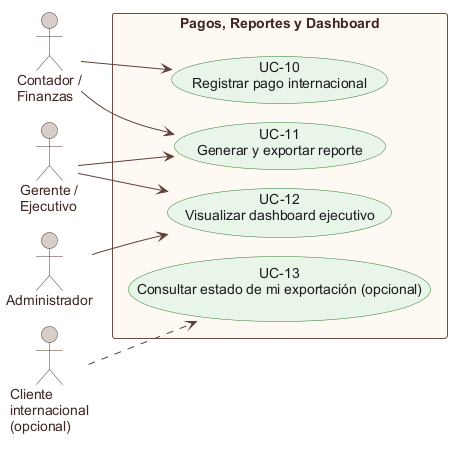 Pagos, Reportes y Dashboard
Contador /
Finanzas
UC-10
Registrar pago internacional
UC-11
Generar y exportar reporte
Gerente /
Ejecutivo
UC-12
Visualizar dashboard ejecutivo
Administrador
UC-13
Consultar estado de mi exportación (opcional)
Cliente
internacional
(opcional)